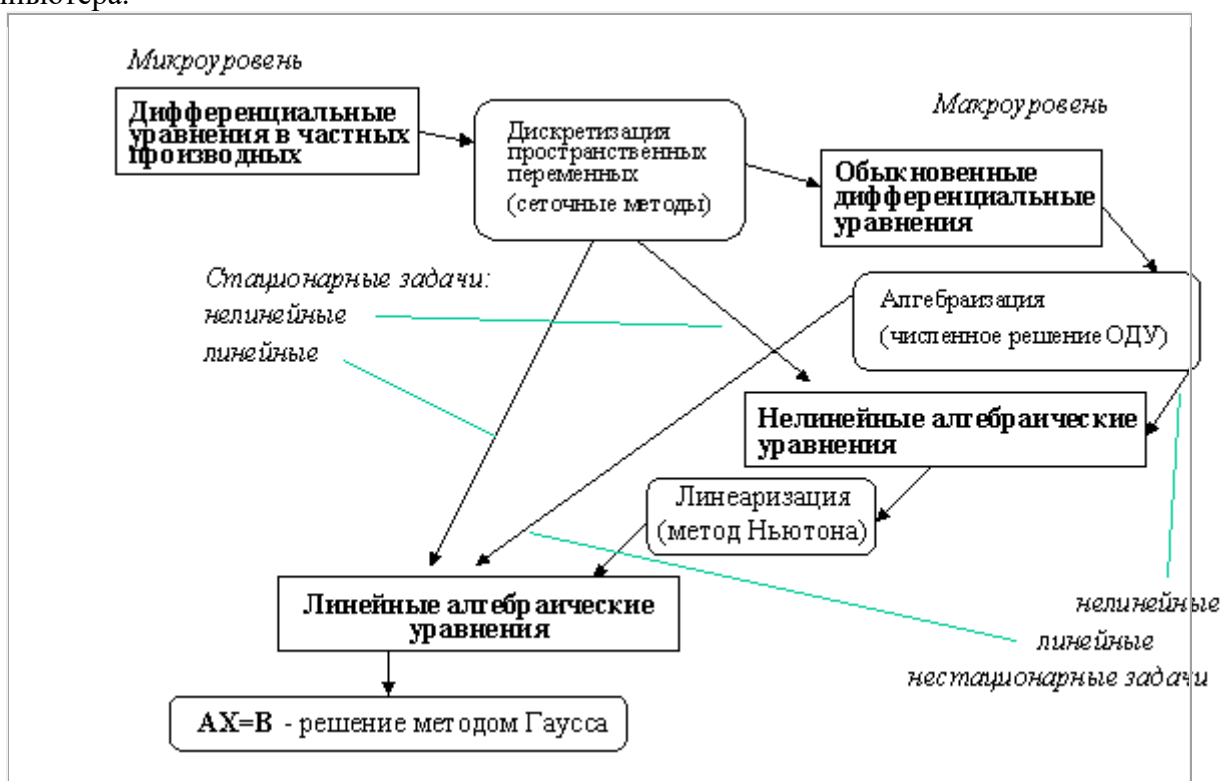 Микроуровень
Дифференциальные
уравнения в частных
производных
Дискретизация
пространственных
переменных
(сеточные методы)
Макроуровень
Обыкновенные
дифференциальные
уравнения
Стационарные задачи:
нелинейные
линейные
Алгебраизация
(численное решение ОДУ)
Нелинейные алгебраические
уравнения
Линеаризация
(метод Ньютона)
Линейные алгебраические
уравнения
нелинейные
линейные
нестационарные задачи
AX=B - решение методом Гаусса